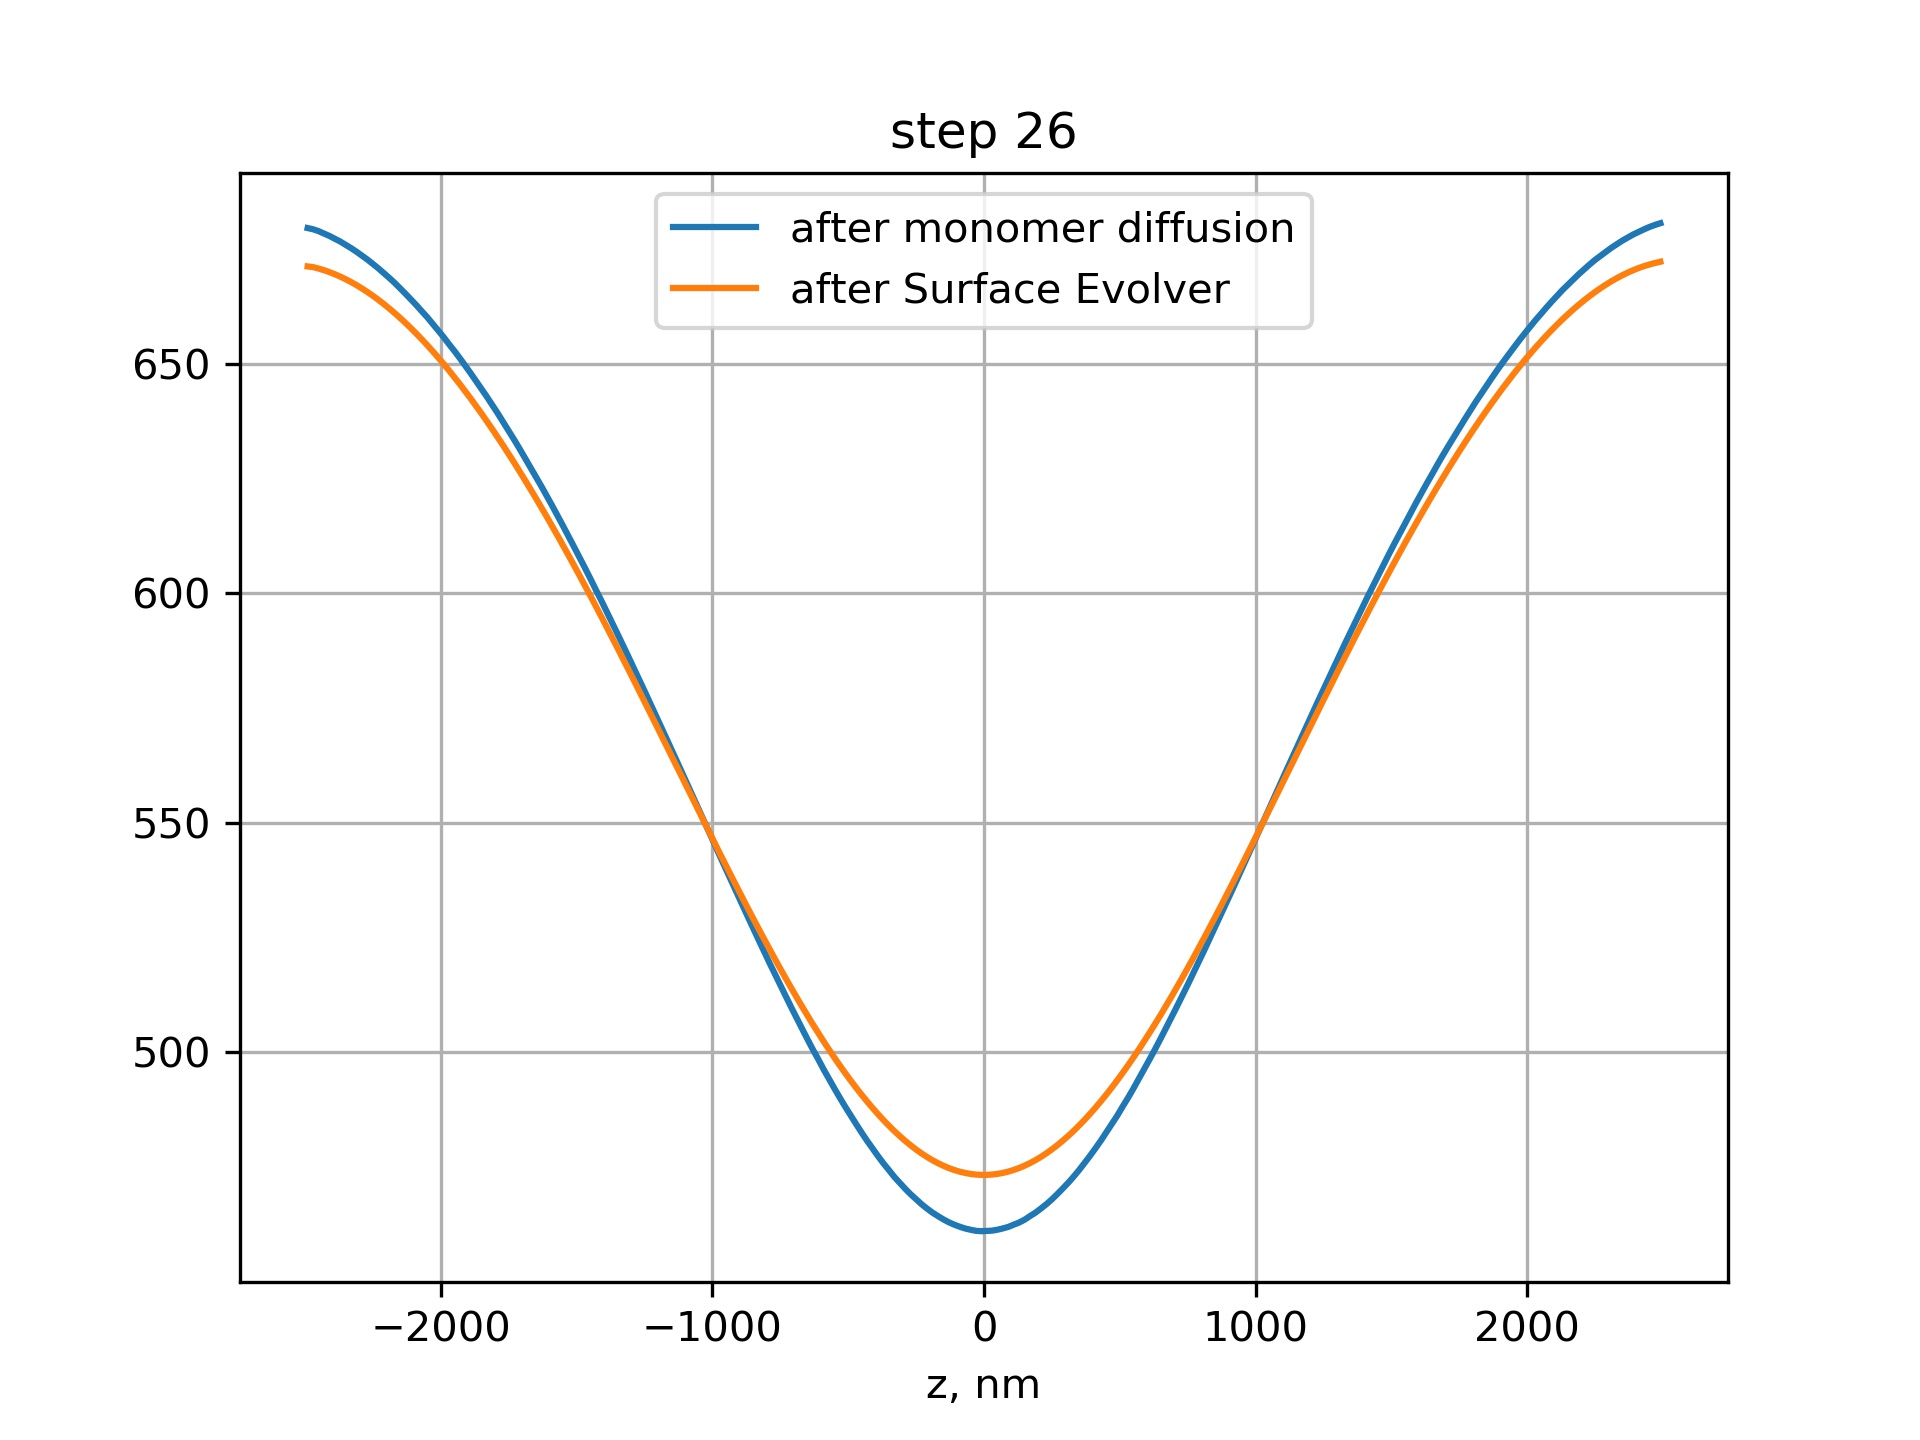 step 26
after monomer diffusion
after Surface Evolver
650
600
550
500
−2000 −1000 0 1000 2000
z, nm